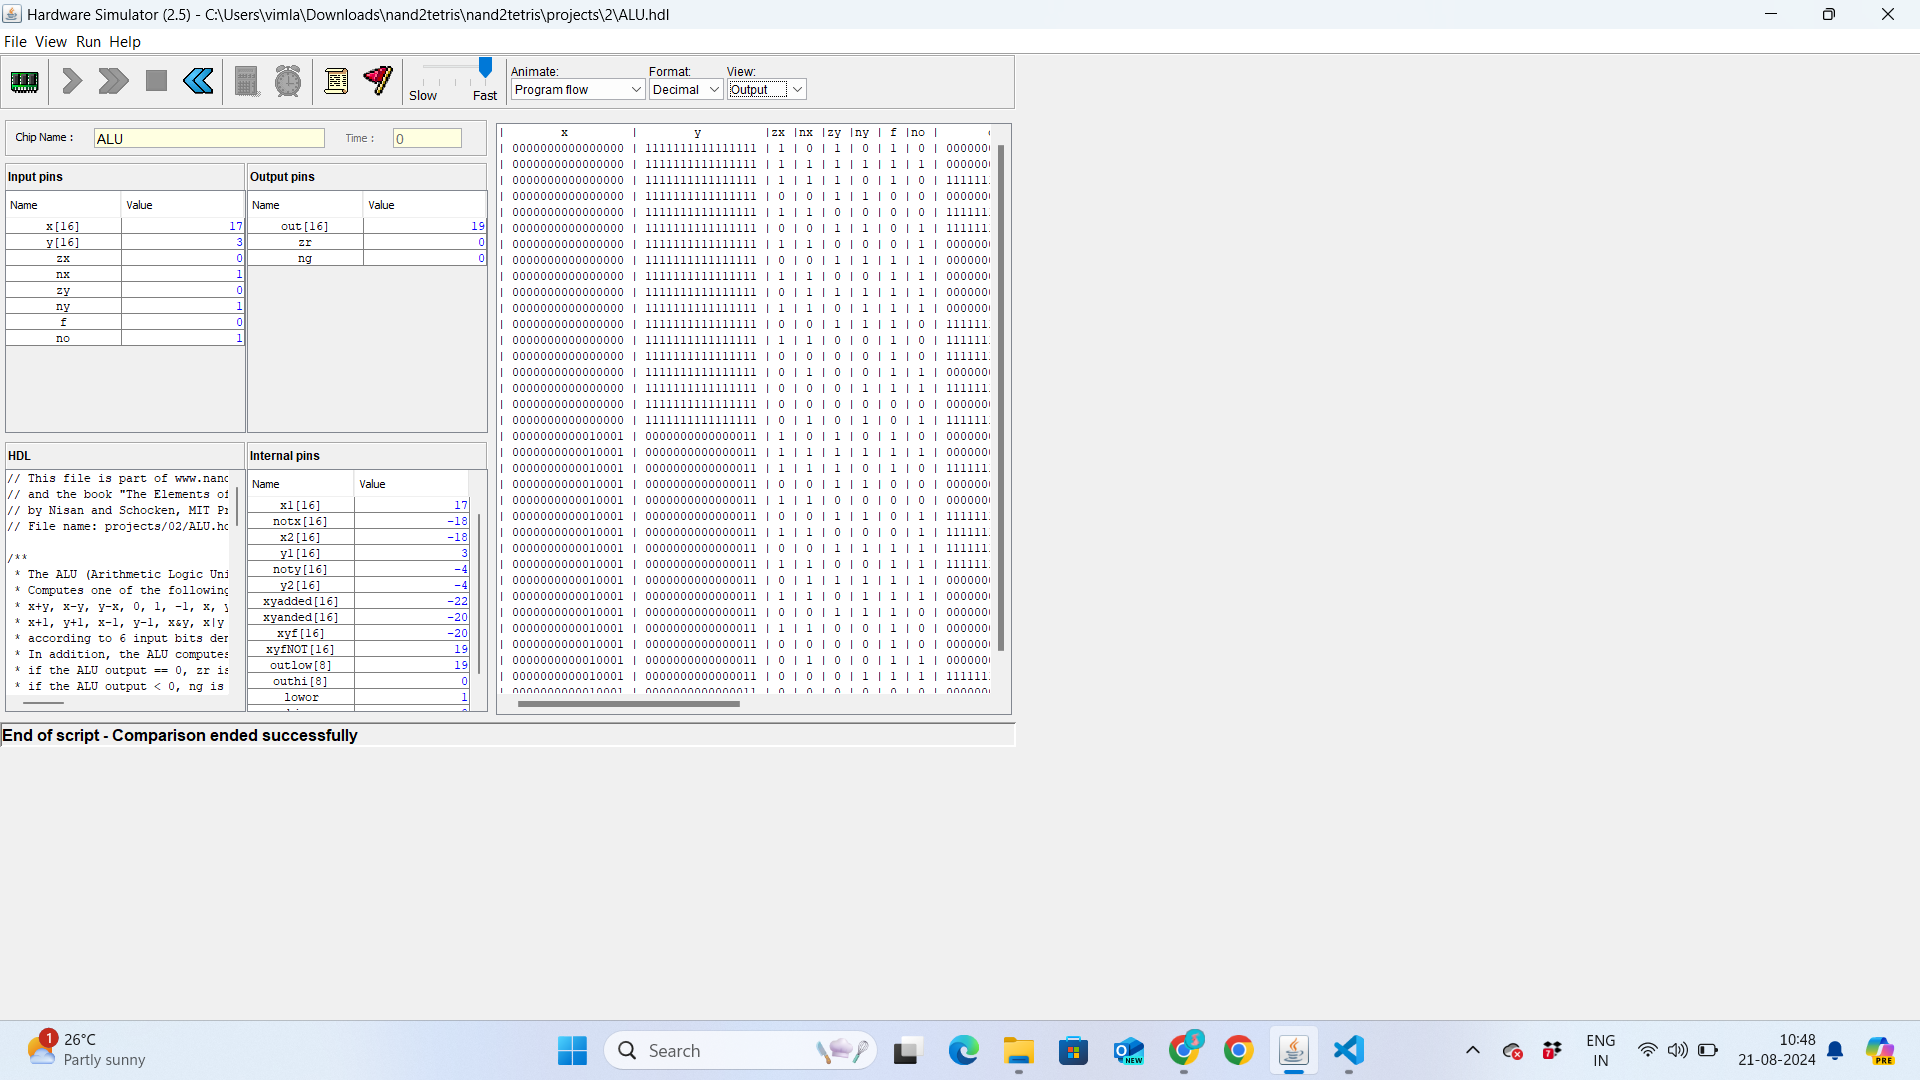 Hardware Simulator (2.5) - C:\Users\vimla\Downloads\nand2tetris\nand2tetris\projects\2\ALU.hdl
File View Run Help
Slow Fast
Animate: Program flow
Format: Decimal
View: Output
Chip Name : ALU Time : 0
Input pins
Name Value
x[16] 17
y[16] 3
zx 0
nx 1
zy 0
ny 1
f 0
no 1
Output pins
Name Value
out[16] 19
zr 0
ng 0
HDL
// This file is part of www.nand
// and the book "The Elements of
// by Nisan and Schocken, MIT Pr
// File name: projects/02/ALU.hd
/**
* The ALU (Arithmetic Logic Uni
* Computes one of the following
* x+y, x-y, y-x, 0, 1, -1, x, y
* x+1, y+1, x-1, y-1, x&y, x|y
* according to 6 input bits den
* In addition, the ALU computes
* if the ALU output == 0, zr is
* if the ALU output < 0, ng is
Internal pins
Name Value
x1[16] 17
notx[16] -18
x2[16] -18
y1[16] 3
noty[16] -4
y2[16] -4
xyadded[16] -22
xyanded[16] -20
xyf[16] -20
xyfNOT[16] 19
outlow[8] 19
outhi[8] 0
lowor 1
| x | y |zx |nx |zy |ny | f |no |
| 0000000000000000 | 1111111111111111 | 1 | 0 | 1 | 0 | 1 | 0 | 000000
| 0000000000000000 | 1111111111111111 | 1 | 1 | 1 | 1 | 1 | 1 | 000000
| 0000000000000000 | 1111111111111111 | 1 | 1 | 1 | 0 | 1 | 0 | 111111
| 0000000000000000 | 1111111111111111 | 0 | 0 | 1 | 1 | 0 | 0 | 000000
| 0000000000000000 | 1111111111111111 | 1 | 1 | 0 | 0 | 0 | 0 | 111111
| 0000000000000000 | 1111111111111111 | 0 | 0 | 1 | 1 | 0 | 1 | 111111
| 0000000000000000 | 1111111111111111 | 1 | 1 | 0 | 0 | 0 | 1 | 000000
| 0000000000000000 | 1111111111111111 | 0 | 0 | 1 | 1 | 1 | 1 | 000000
| 0000000000000000 | 1111111111111111 | 1 | 1 | 0 | 0 | 1 | 1 | 000000
| 0000000000000000 | 1111111111111111 | 0 | 1 | 1 | 1 | 1 | 1 | 000000
| 0000000000000000 | 1111111111111111 | 1 | 1 | 0 | 1 | 1 | 1 | 000000
| 0000000000000000 | 1111111111111111 | 0 | 0 | 1 | 1 | 1 | 0 | 111111
| 0000000000000000 | 1111111111111111 | 1 | 1 | 0 | 0 | 1 | 0 | 111111
| 0000000000000000 | 1111111111111111 | 0 | 0 | 0 | 0 | 1 | 0 | 111111
| 0000000000000000 | 1111111111111111 | 0 | 1 | 0 | 0 | 1 | 1 | 000000
| 0000000000000000 | 1111111111111111 | 0 | 0 | 0 | 1 | 1 | 1 | 111111
| 0000000000000000 | 1111111111111111 | 0 | 0 | 0 | 0 | 0 | 0 | 000000
| 0000000000000000 | 1111111111111111 | 0 | 1 | 0 | 1 | 0 | 1 | 111111
| 0000000000010001 | 0000000000000011 | 1 | 0 | 1 | 0 | 1 | 0 | 000000
| 0000000000010001 | 0000000000000011 | 1 | 1 | 1 | 1 | 1 | 1 | 000000
| 0000000000010001 | 0000000000000011 | 1 | 1 | 1 | 0 | 1 | 0 | 111111
| 0000000000010001 | 0000000000000011 | 0 | 0 | 1 | 1 | 0 | 0 | 000000
| 0000000000010001 | 0000000000000011 | 1 | 1 | 0 | 0 | 0 | 0 | 000000
| 0000000000010001 | 0000000000000011 | 0 | 0 | 1 | 1 | 0 | 1 | 111111
| 0000000000010001 | 0000000000000011 | 1 | 1 | 0 | 0 | 0 | 1 | 111111
| 0000000000010001 | 0000000000000011 | 0 | 0 | 1 | 1 | 1 | 1 | 111111
| 0000000000010001 | 0000000000000011 | 1 | 1 | 0 | 0 | 1 | 1 | 111111
| 0000000000010001 | 0000000000000011 | 0 | 1 | 1 | 1 | 1 | 1 | 000000
| 0000000000010001 | 0000000000000011 | 1 | 1 | 0 | 1 | 1 | 1 | 000000
| 0000000000010001 | 0000000000000011 | 0 | 0 | 1 | 1 | 1 | 0 | 000000
| 0000000000010001 | 0000000000000011 | 1 | 1 | 0 | 0 | 1 | 0 | 000000
| 0000000000010001 | 0000000000000011 | 0 | 0 | 0 | 0 | 1 | 0 | 000000
| 0000000000010001 | 0000000000000011 | 0 | 1 | 0 | 0 | 1 | 1 | 000000
| 0000000000010001 | 0000000000000011 | 0 | 0 | 0 | 1 | 1 | 1 | 111111
| 0000000000010001 | 0000000000000011 | 0 | 0 | 0 | 0 | 0 | 0 | 000000
End of script - Comparison ended successfully
1
26°C
Partly sunny
Search
NEW
7
ENG
IN
10:48
21-08-2024
PRE